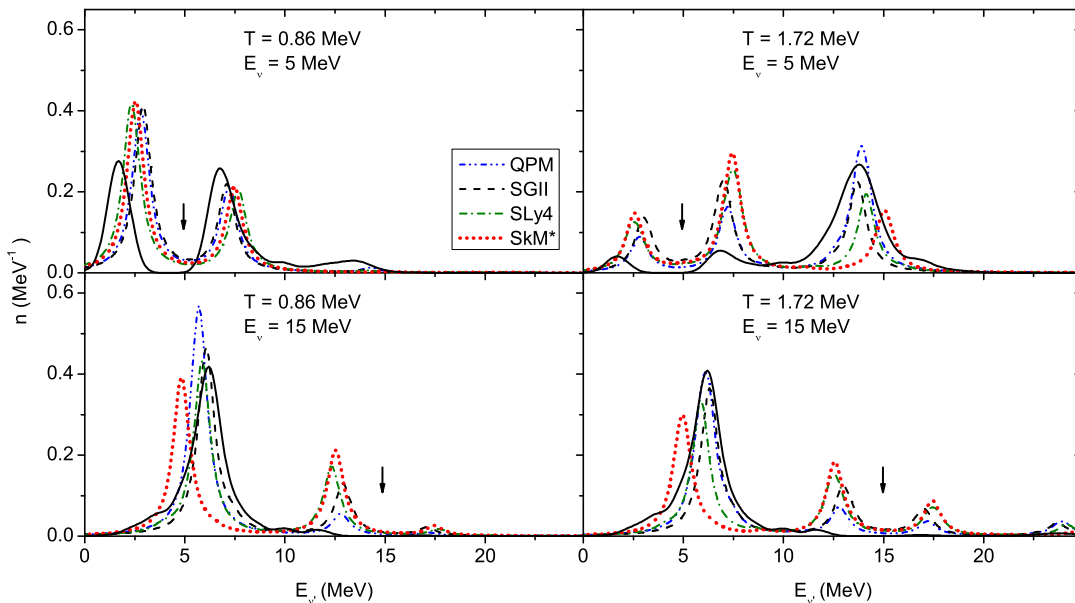 T = 0.86 MeV
E_ν = 5 MeV
T = 1.72 MeV
E_ν = 5 MeV
0.6
0.4
0.2
0.0
QPM
SGII
SLy4
SkM*
n (MeV⁻¹)
T = 0.86 MeV
E_ν = 15 MeV
T = 1.72 MeV
E_ν = 15 MeV
0.6
0.4
0.2
0.0
0 5 10 15 20 0 5 10 15 20
E_ν' (MeV) E_ν' (MeV)